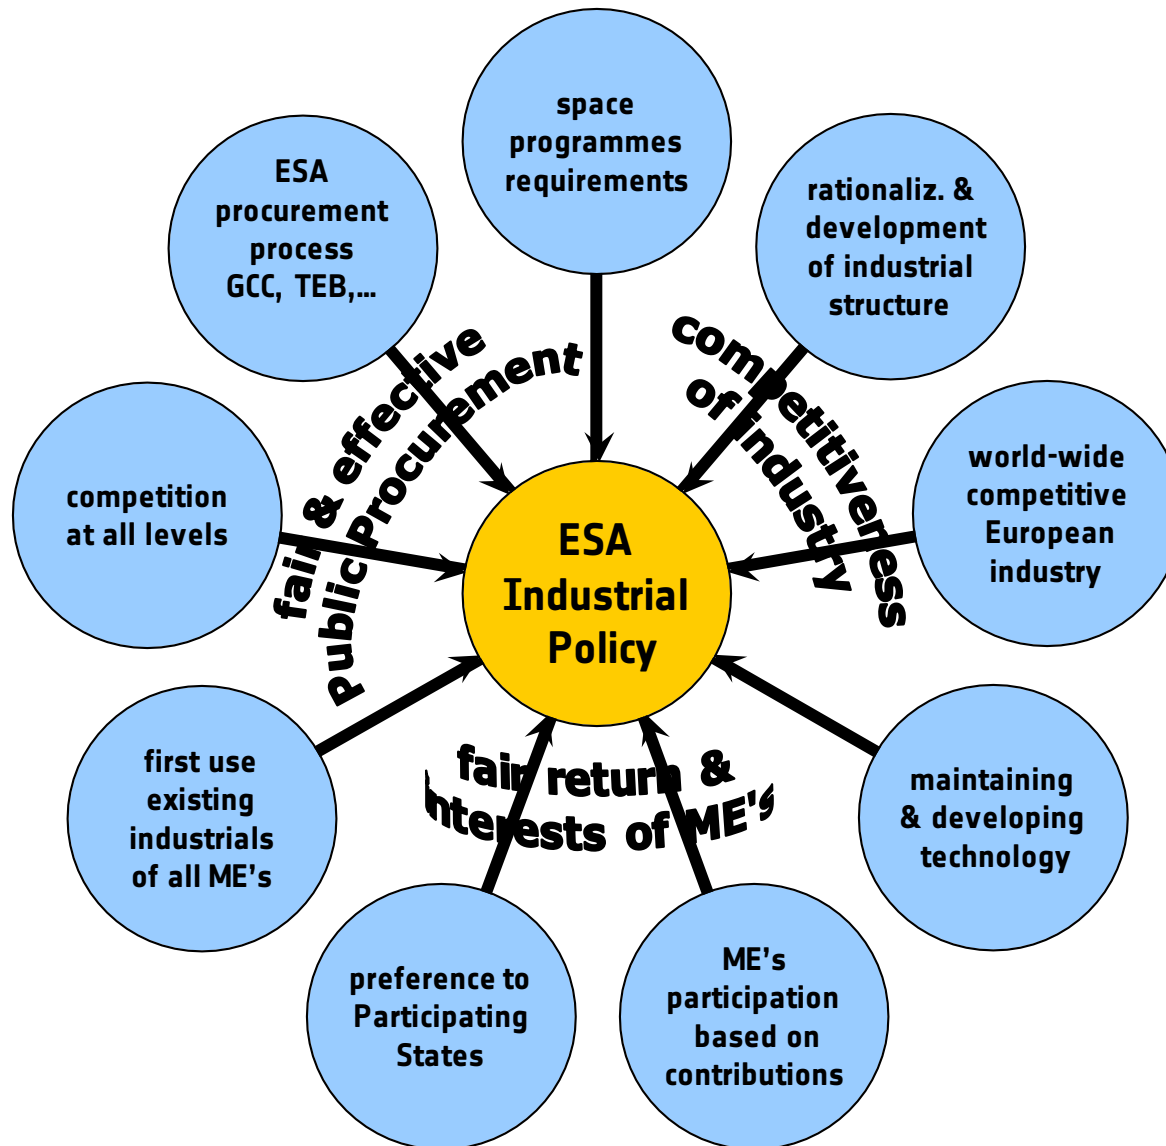 space
programmes
requirements
ESA
procurement
process
GCC, TEB,...
rationaliz. &
development
of industrial
structure
fair & effective
Public Procurement
competitiveness
of industry
competition
at all levels
world-wide
competitive
European
industry
ESA
Industrial
Policy
first use
existing
industrials
of all ME's
fair return &
interests of ME's
maintaining
& developing
technology
preference to
Participating
States
ME's
participation
based on
contributions